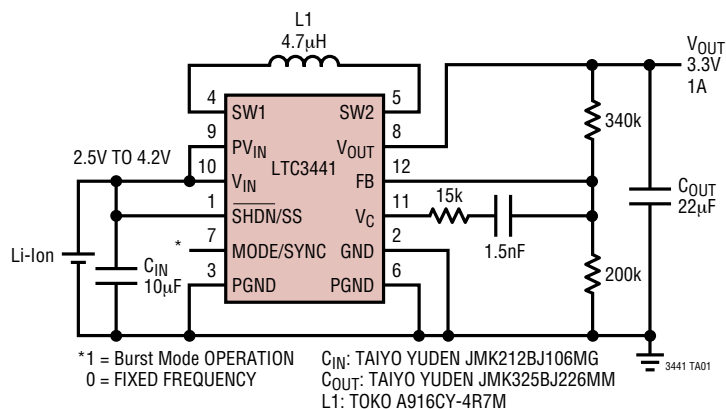 L1
4.7µH
VOUT
3.3V
1A
4
SW1
5
SW2
9
PVIN
8
VOUT
LTC3441
340k
2.5V TO 4.2V
10
VIN
12
FB
1
SHDN/SS
11
VC
15k
1.5nF
COUT
22µF
*
7
MODE/SYNC
2
GND
Li-Ion
CIN
10µF
3
PGND
6
PGND
200k
*1 = Burst Mode OPERATION
0 = FIXED FREQUENCY
CIN: TAIYO YUDEN JMK212BJ106MG
COUT: TAIYO YUDEN JMK325BJ226MM
L1: TOKO A916CY-4R7M
3441 TA01